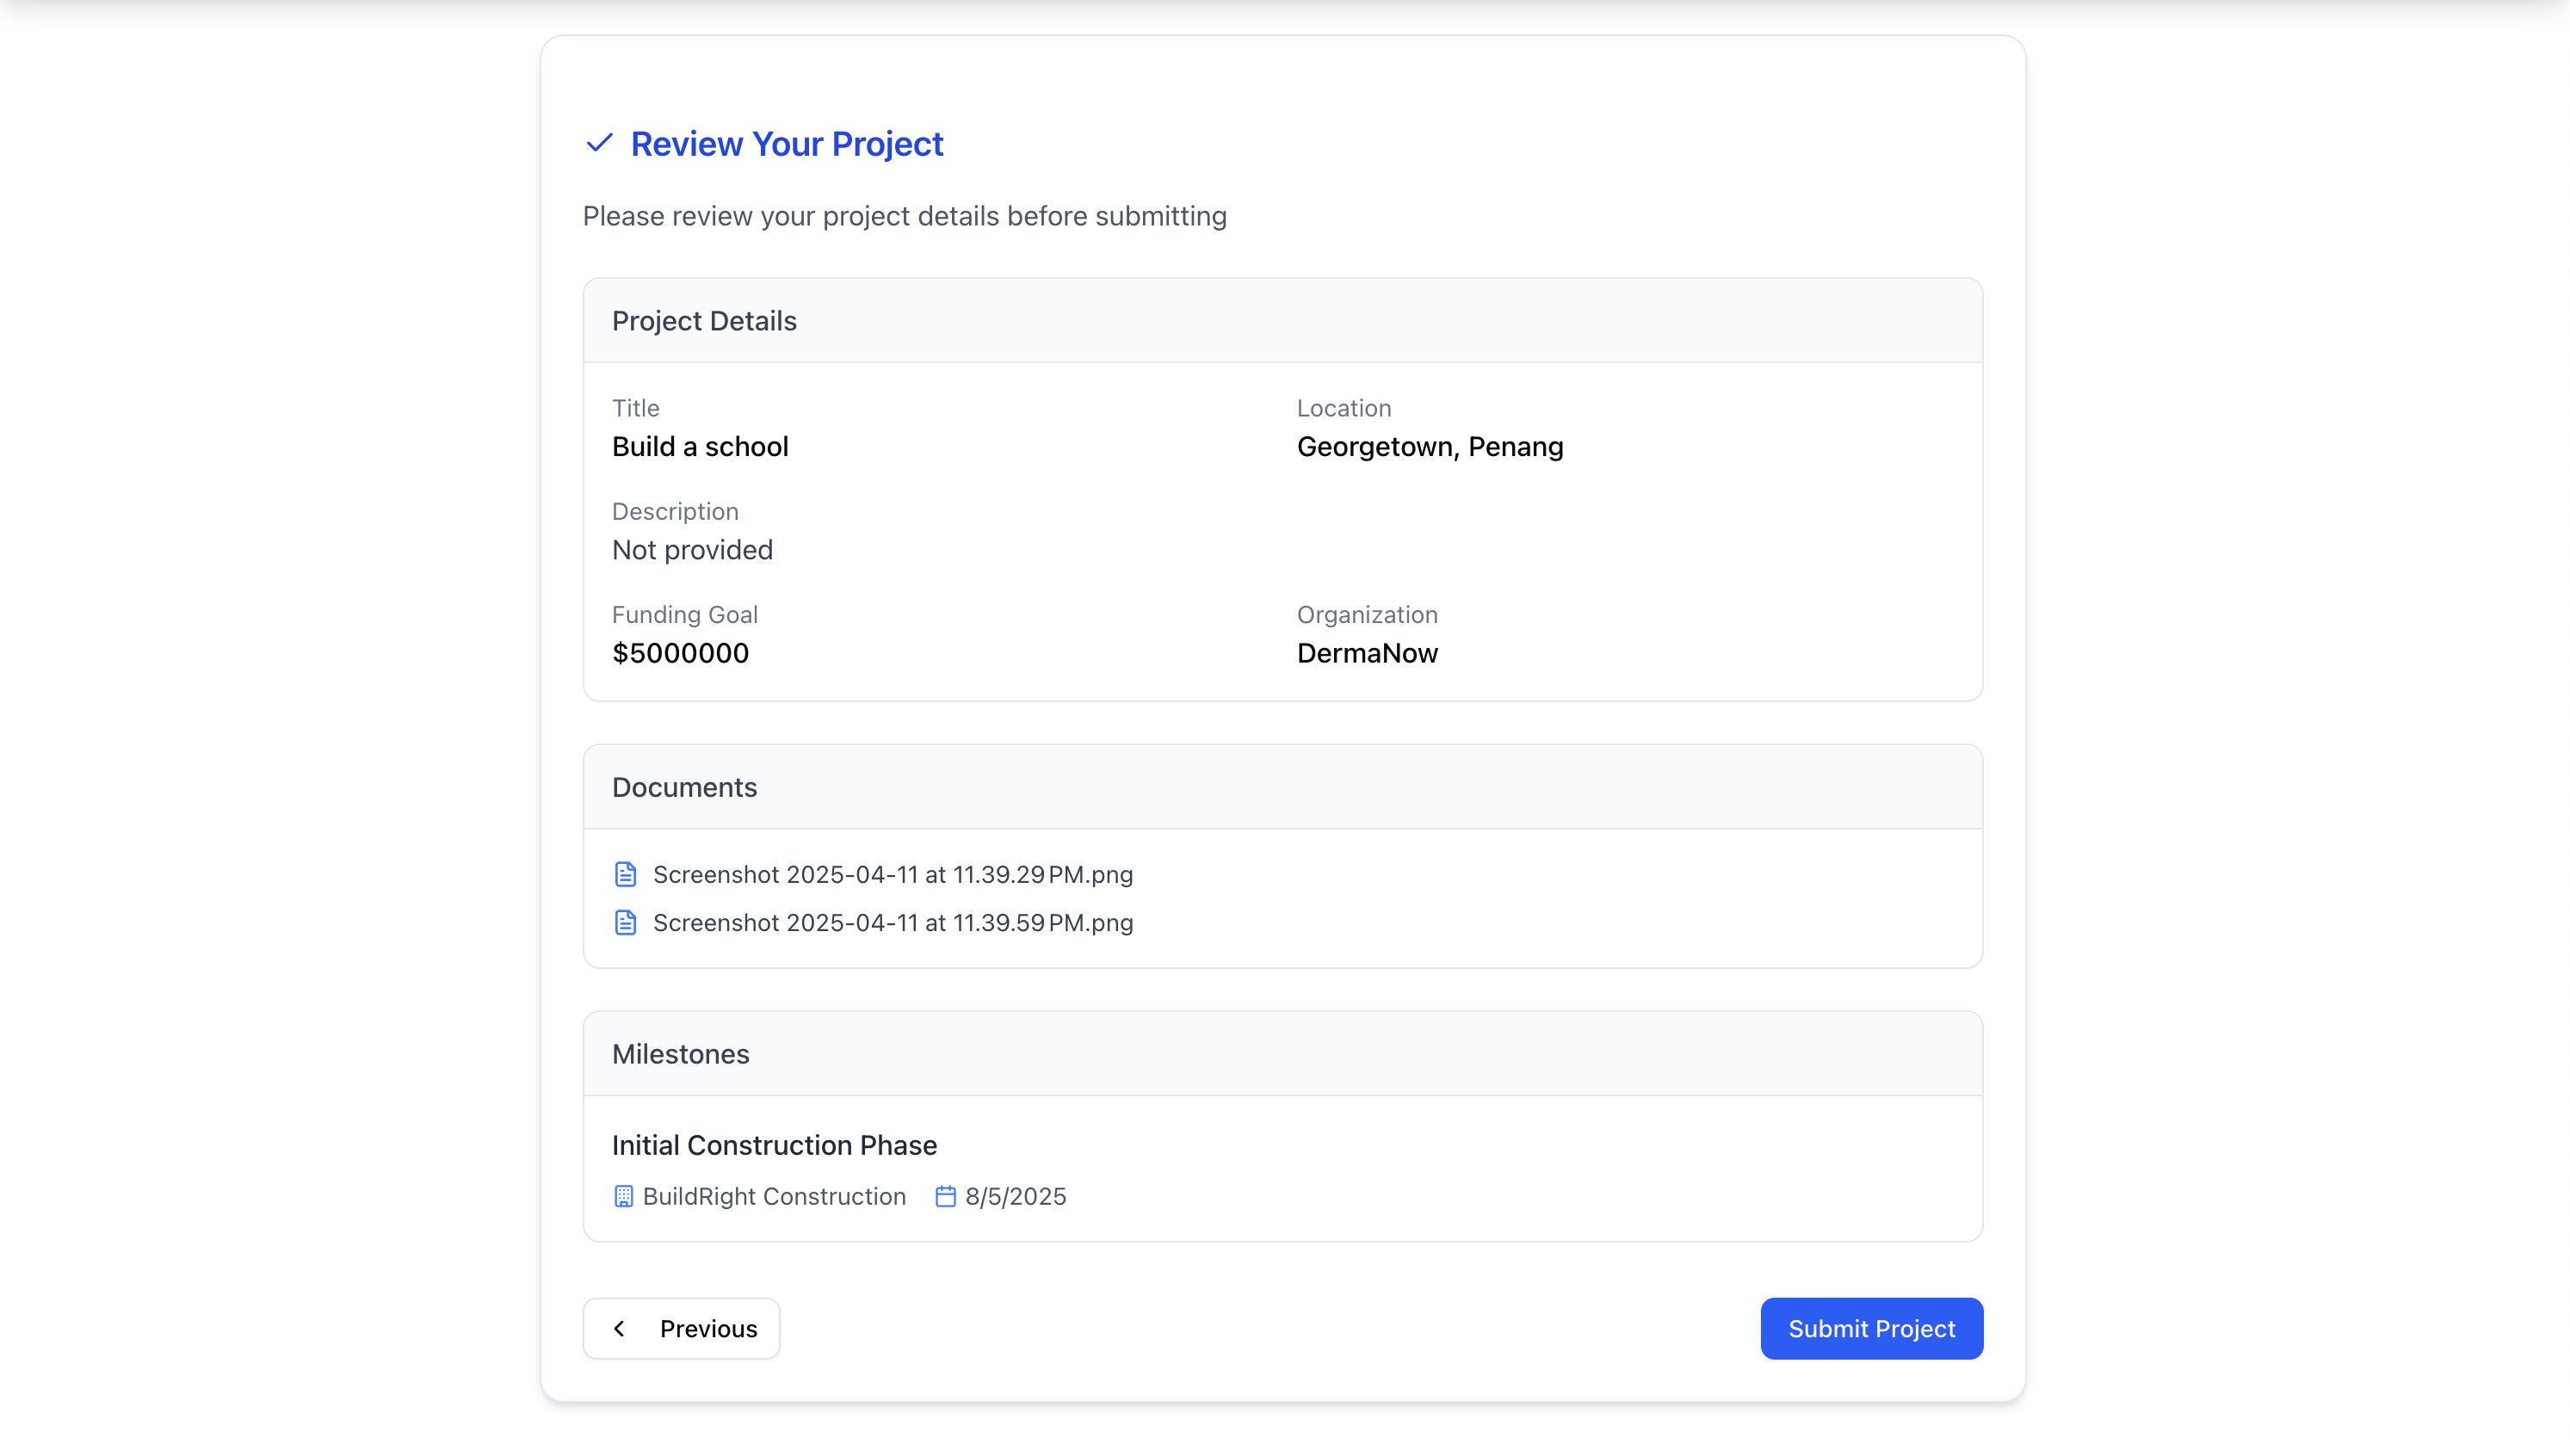 Review Your Project
Please review your project details before submitting
Project Details
Title
Build a school
Location
Georgetown, Penang
Description
Not provided
Funding Goal
$5000000
Organization
DermaNow
Documents
Screenshot 2025-04-11 at 11.39.29 PM.png
Screenshot 2025-04-11 at 11.39.59 PM.png
Milestones
Initial Construction Phase
BuildRight Construction 8/5/2025
Previous
Submit Project